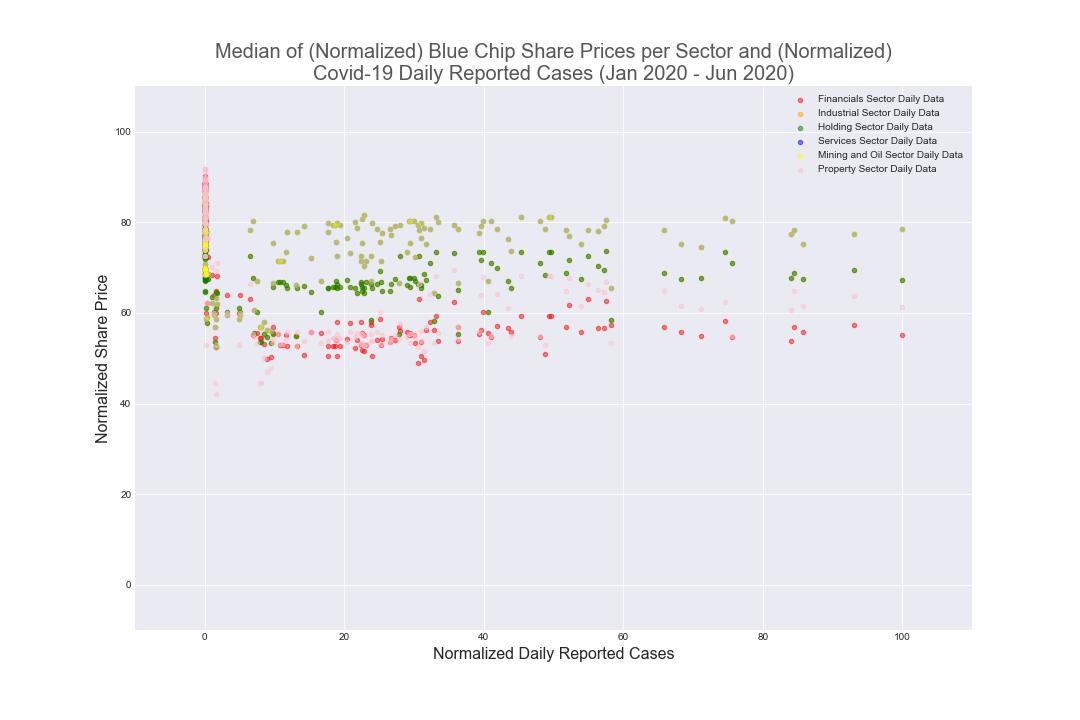 Median of (Normalized) Blue Chip Share Prices per Sector and (Normalized)
Covid-19 Daily Reported Cases (Jan 2020 - Jun 2020)
Financials Sector Daily Data
Industrial Sector Daily Data
Holding Sector Daily Data
Services Sector Daily Data
Mining and Oil Sector Daily Data
Property Sector Daily Data
Normalized Share Price
100
80
60
40
20
0
0 20 40 60 80 100
Normalized Daily Reported Cases